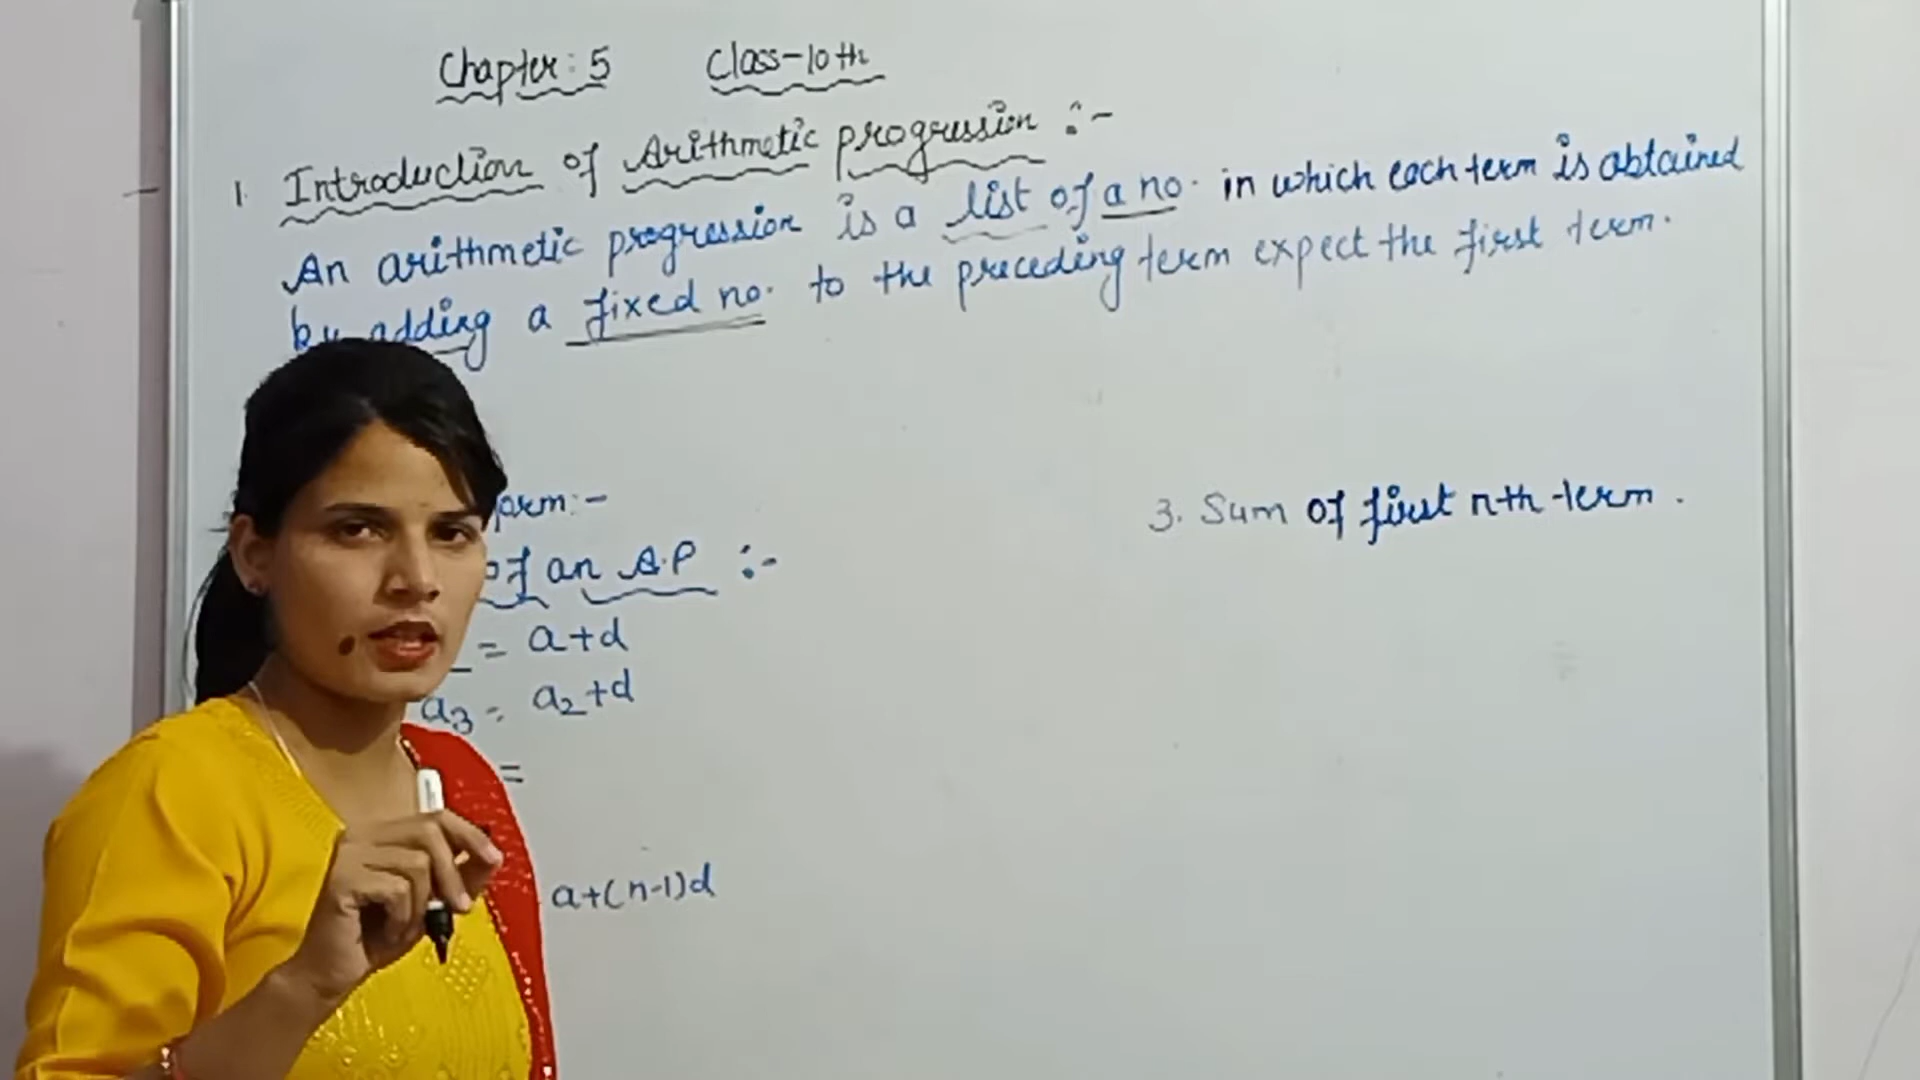 Chapter: 5 Class-10th
1. Introduction of Arithmetic progression :-
An arithmetic progression is a list of a no. in which each term is obtained
by adding a fixed no. to the preceding term expect the first term.
orm:-
of an A.P :-
= a+d
a3 = a2+d
=
a+(n-1)d
3. Sum of first nth term.